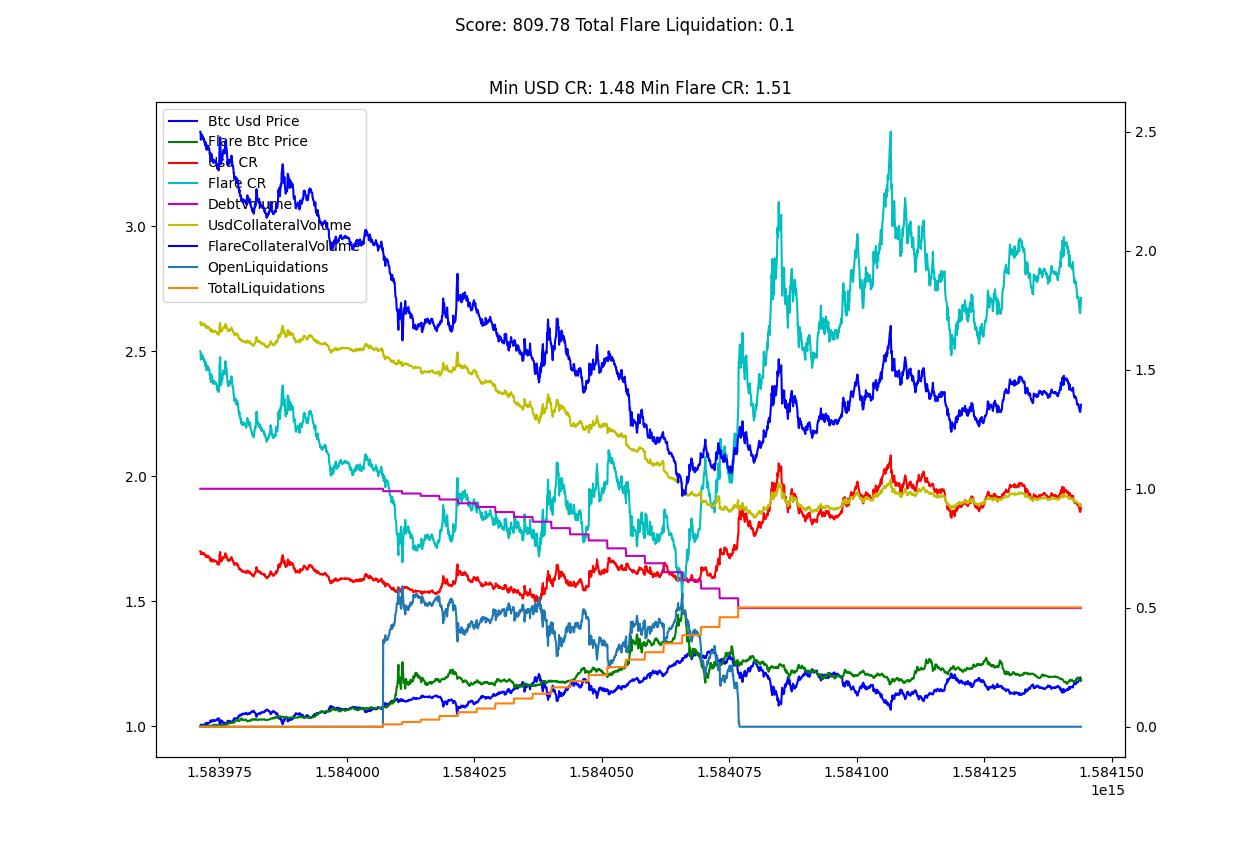 Score: 809.78 Total Flare Liquidation: 0.1
Min USD CR: 1.48 Min Flare CR: 1.51
Btc Usd Price
Flare Btc Price
Usd CR
Flare CR
DebtVolume
UsdCollateralVolume
FlareCollateralVolume
OpenLiquidations
TotalLiquidations
3.0
2.5
2.0
1.5
1.0
2.5
2.0
1.5
1.0
0.5
0.0
1.583975 1.584000 1.584025 1.584050 1.584075 1.584100 1.584125 1.584150
1e15